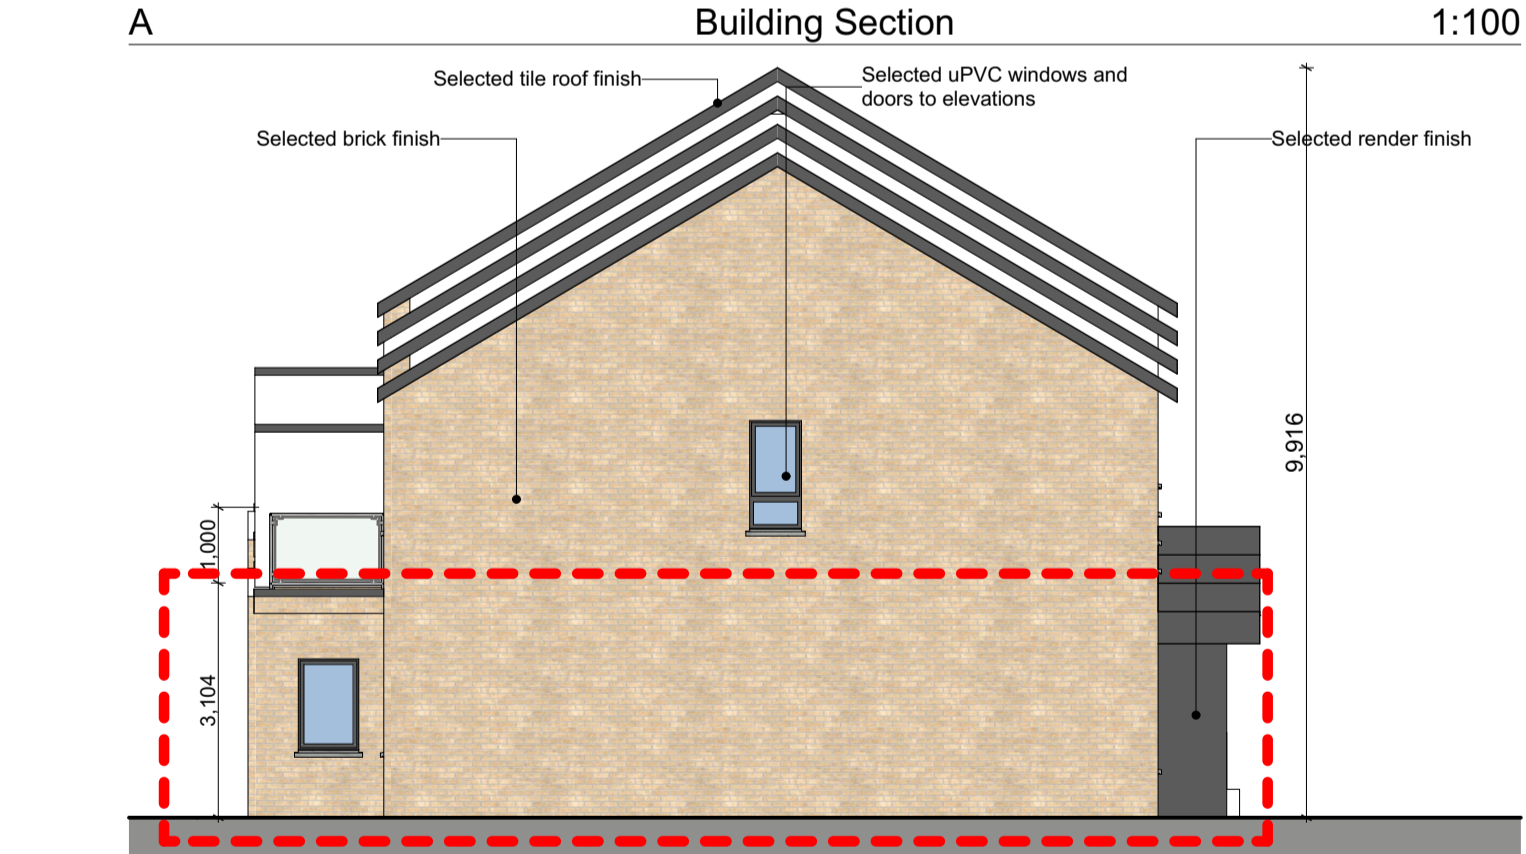 A Building Section 1:100
Selected tile roof finish
Selected uPVC windows and
doors to elevations
Selected brick finish
Selected render finish
9,916
1,000
3,104